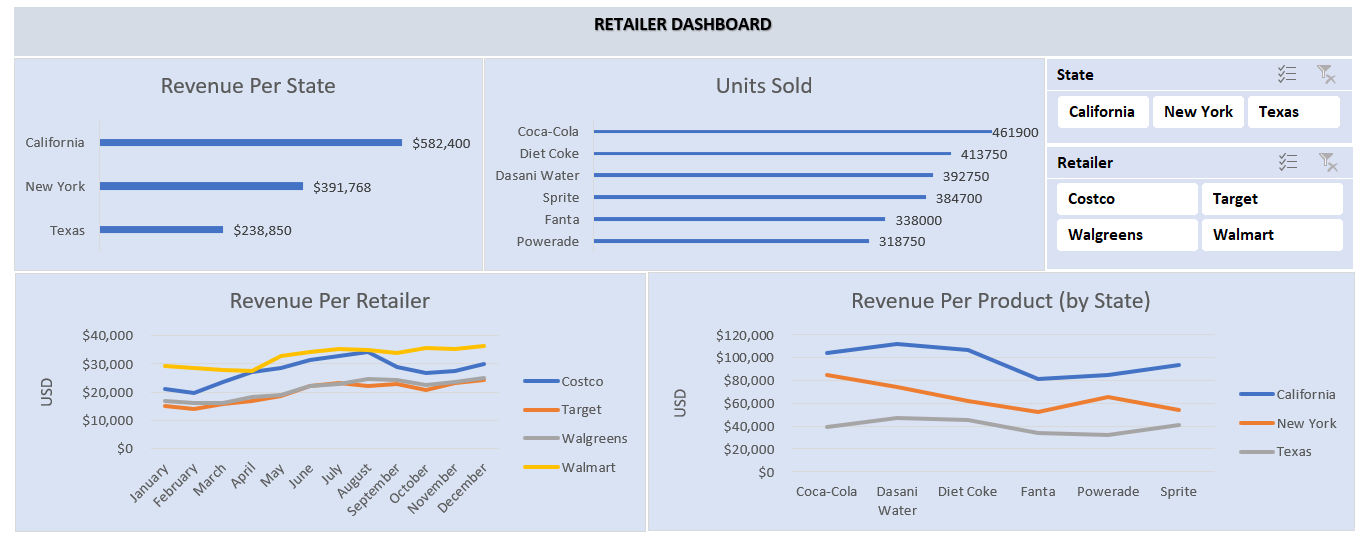 RETAILER DASHBOARD
Revenue Per State
California $582,400
New York $391,768
Texas $238,850
Units Sold
Coca-Cola 461900
Diet Coke 413750
Dasani Water 392750
Sprite 384700
Fanta 338000
Powerade 318750
State
California New York Texas
Retailer
Costco Target
Walgreens Walmart
Revenue Per Retailer
USD
$40,000
$30,000
$20,000
$10,000
$0
January February March April May June July August September October November December
Costco
Target
Walgreens
Walmart
Revenue Per Product (by State)
USD
$120,000
$100,000
$80,000
$60,000
$40,000
$20,000
$0
Coca-Cola Dasani Diet Coke Fanta Powerade Sprite
Water
California
New York
Texas